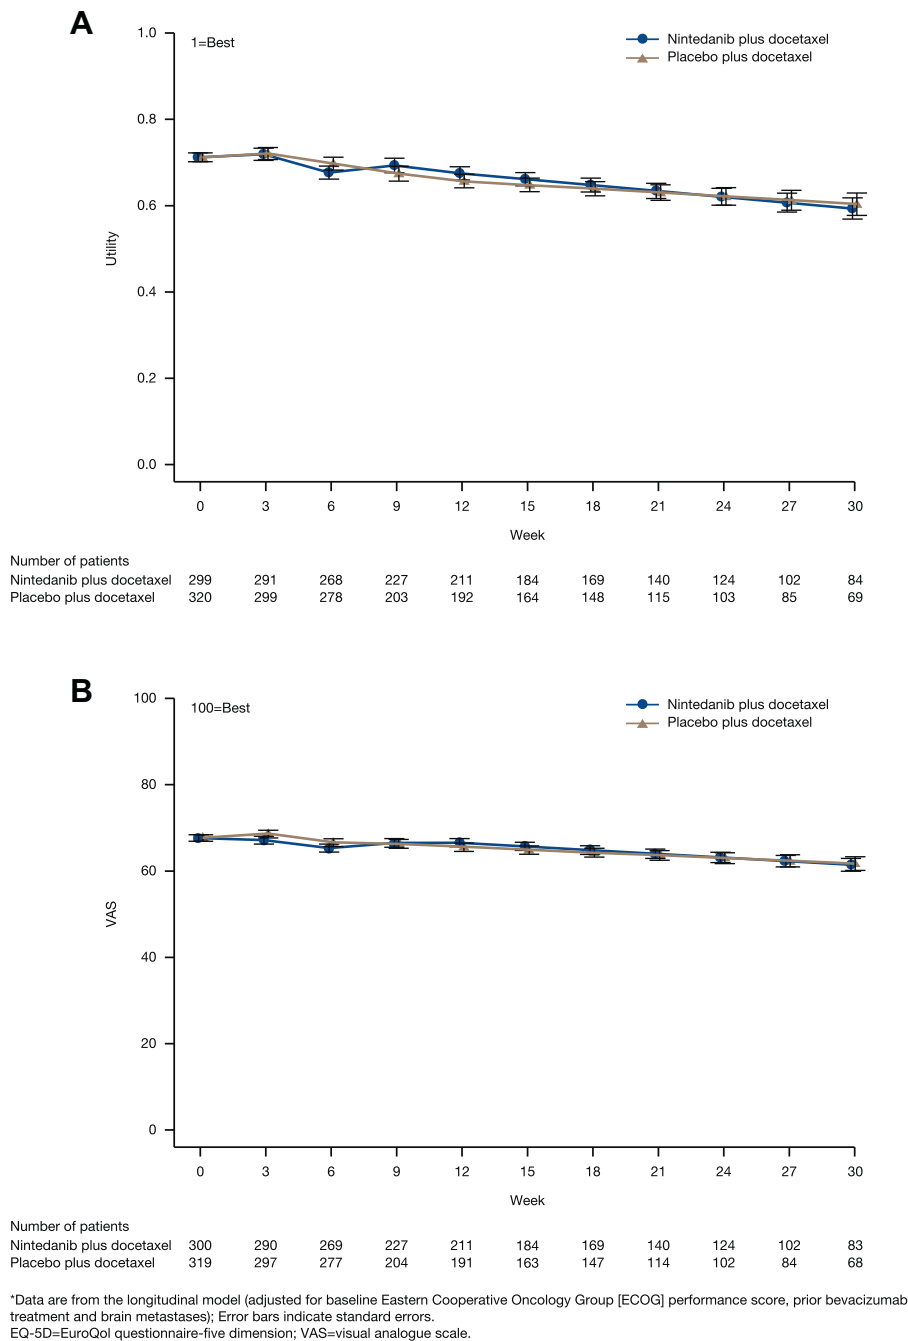 A
1.0
1=Best
Nintedanib plus docetaxel
Placebo plus docetaxel
0.8
0.6
Utility
0.4
0.2
0.0
0 3 6 9 12 15 18 21 24 27 30
Week
Number of patients
Nintedanib plus docetaxel 299 291 268 227 211 184 169 140 124 102 84
Placebo plus docetaxel 320 299 278 203 192 164 148 115 103 85 69
B
100
100=Best
Nintedanib plus docetaxel
Placebo plus docetaxel
80
60
VAS
40
20
0
0 3 6 9 12 15 18 21 24 27 30
Week
Number of patients
Nintedanib plus docetaxel 300 290 269 227 211 184 169 140 124 102 83
Placebo plus docetaxel 319 297 277 204 191 163 147 114 102 84 68
*Data are from the longitudinal model (adjusted for baseline Eastern Cooperative Oncology Group [ECOG] performance score, prior bevacizumab
treatment and brain metastases); Error bars indicate standard errors.
EQ-5D=EuroQol questionnaire-five dimension; VAS=visual analogue scale.